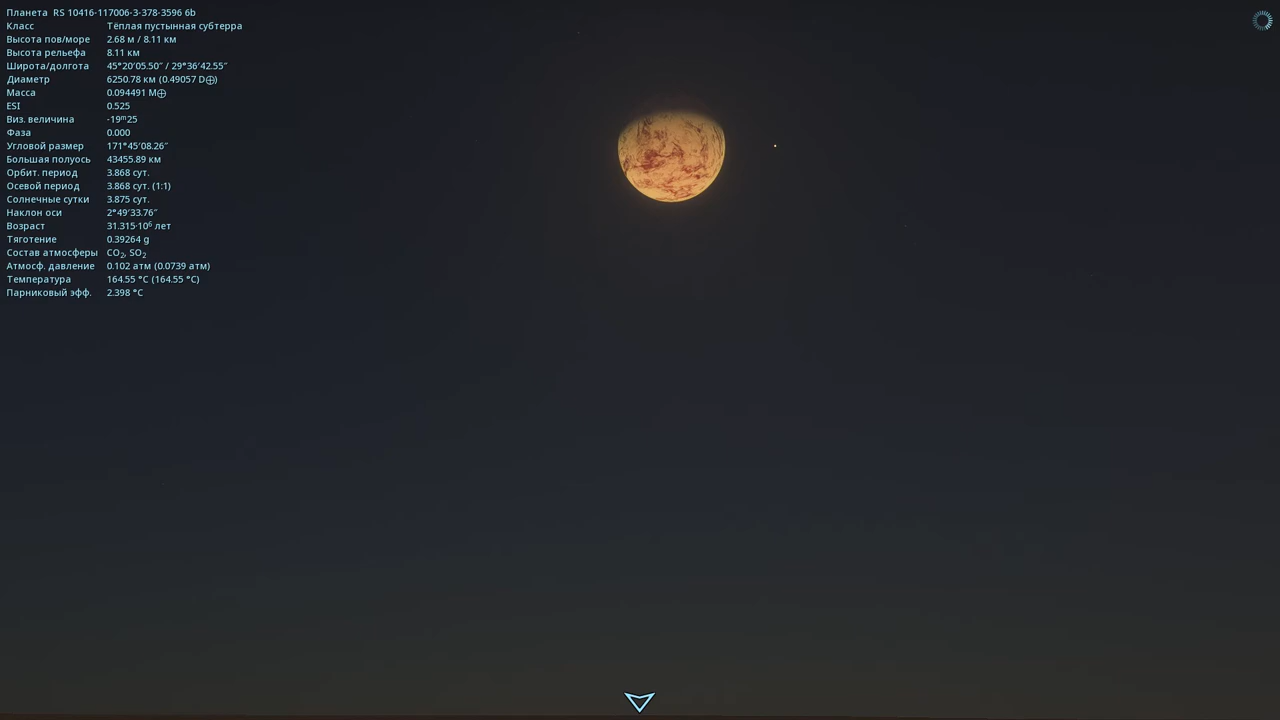 Планета RS 10416-117006-3-378-3596 6b
Класс Тёплая пустынная субтерра
Высота пов/море 2.68 м / 8.11 км
Высота рельефа 8.11 км
Широта/долгота 45°20′05.50″ / 29°36′42.55″
Диаметр 6250.78 км (0.49057 D⊕)
Масса 0.094491 M⊕
ESI 0.525
Виз. величина -19ᵐ25
Фаза 0.000
Угловой размер 171°45′08.26″
Большая полуось 43455.89 км
Орбит. период 3.868 сут.
Осевой период 3.868 сут. (1:1)
Солнечные сутки 3.875 сут.
Наклон оси 2°49′33.76″
Возраст 31.315·10⁶ лет
Тяготение 0.39264 g
Состав атмосферы CO₂, SO₂
Атмосф. давление 0.102 атм (0.0739 атм)
Температура 164.55 °C (164.55 °C)
Парниковый эфф. 2.398 °C